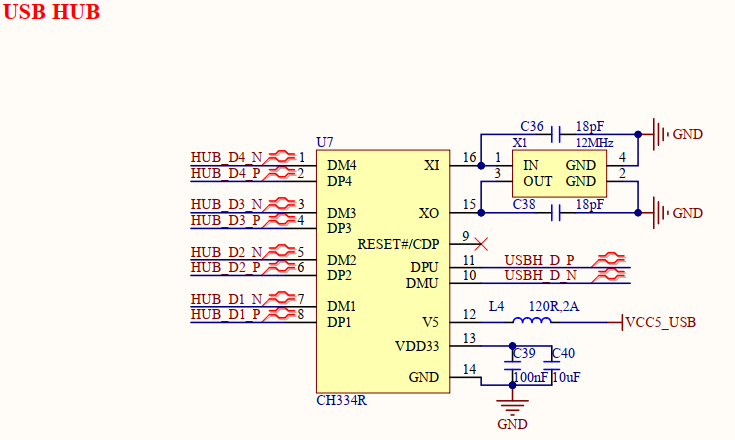 USB HUB
C36 18pF
GND
U7
X1 12MHz
HUB_D4_N 1 DM4
XI 16 1 IN GND 4
HUB_D4_P 2 DP4
3 OUT GND 2
HUB_D3_N 3 DM3
XO 15 C38 18pF GND
HUB_D3_P 4 DP3
RESET#/CDP 9
HUB_D2_N 5 DM2
DPU 11 USBH_D_P
HUB_D2_P 6 DP2
DMU 10 USBH_D_N
HUB_D1_N 7 DM1
L4 120R,2A
HUB_D1_P 8 DP1
V5 12 VCC5_USB
VDD33 13
C39 C40
GND 14
100nF 10uF
CH334R
GND